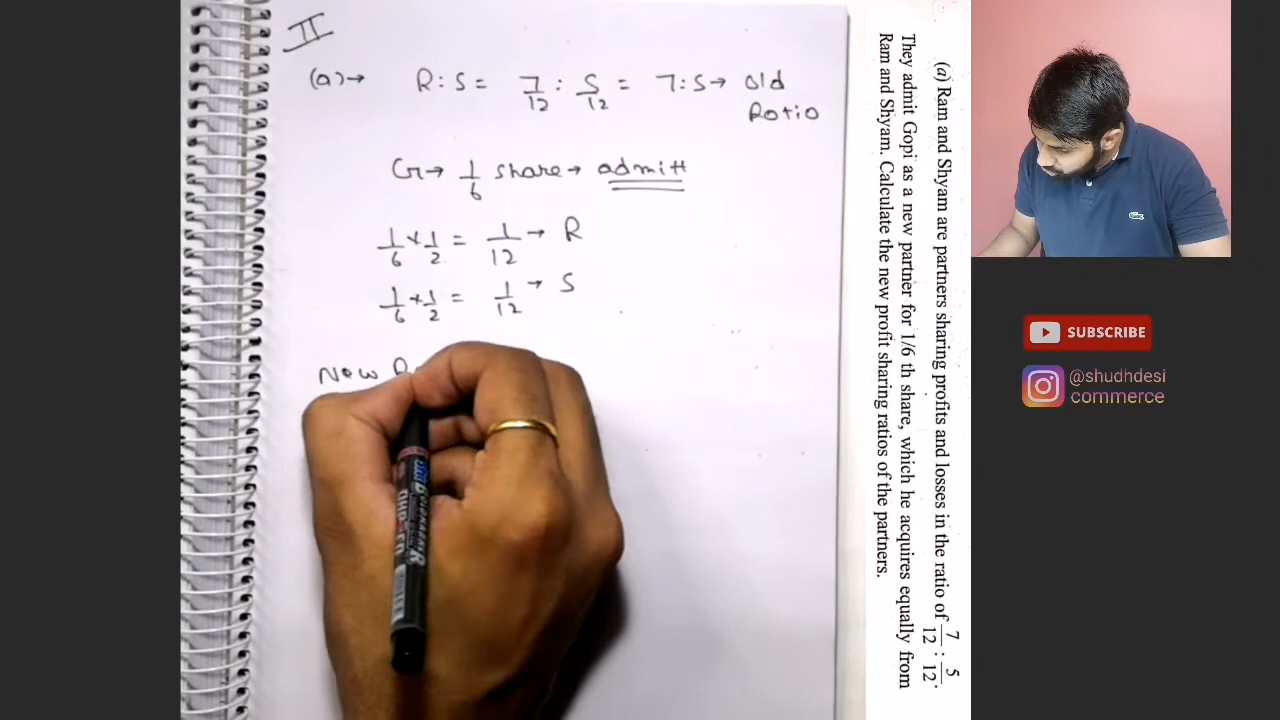 II
(a)→ R : S = 7/12 : 5/12 = 7:5→ old
Ratio
G→ 1/6 share→ admitt
1/6 × 1/2 = 1/12 → R
1/6 × 1/2 = 1/12 → S
Now
(a) Ram and Shyam are partners sharing profits and losses in the ratio of 7/12 : 5/12.
They admit Gopi as a new partner for 1/6 th share, which he acquires equally from
Ram and Shyam. Calculate the new profit sharing ratios of the partners.
SUBSCRIBE
@shudhdesi
commerce